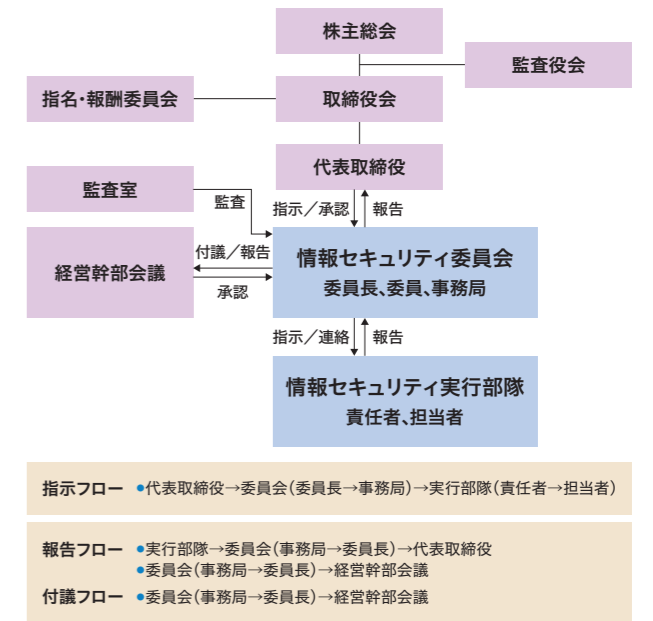 株主総会
監査役会
指名・報酬委員会
取締役会
代表取締役
監査室
監査
指示／承認
報告
経営幹部会議
付議／報告
承認
情報セキュリティ委員会
委員長、委員、事務局
指示／連絡
報告
情報セキュリティ実行部隊
責任者、担当者
指示フロー ●代表取締役→委員会（委員長→事務局）→実行部隊（責任者→担当者）
報告フロー ●実行部隊→委員会（事務局→委員長）→代表取締役
●委員会（事務局→委員長）→経営幹部会議
付議フロー ●委員会（事務局→委員長）→経営幹部会議